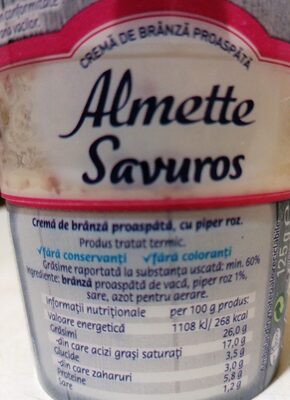 CREMĂ DE BRÂNZĂ PROASPĂTĂ
Almette
Savuros
Cremă de brânză proaspătă, cu piper roz.
Produs tratat termic.
✓fără conservanți ✓fără coloranți
Grăsime raportată la substanța uscată: min. 60%
Ingrediente: brânză proaspătă de vacă, piper roz 1%,
sare, azot pentru aerare.
Informații nutriționale per 100 g produs:
Valoare energetică 1108 kJ/ 268 kcal
Grăsimi 26,0 g
-din care acizi grași saturați 17,0 g
Glucide 3,5 g
-din care zaharuri 3,0 g
Proteine 5,8 g
Sare 1,2 g
125g